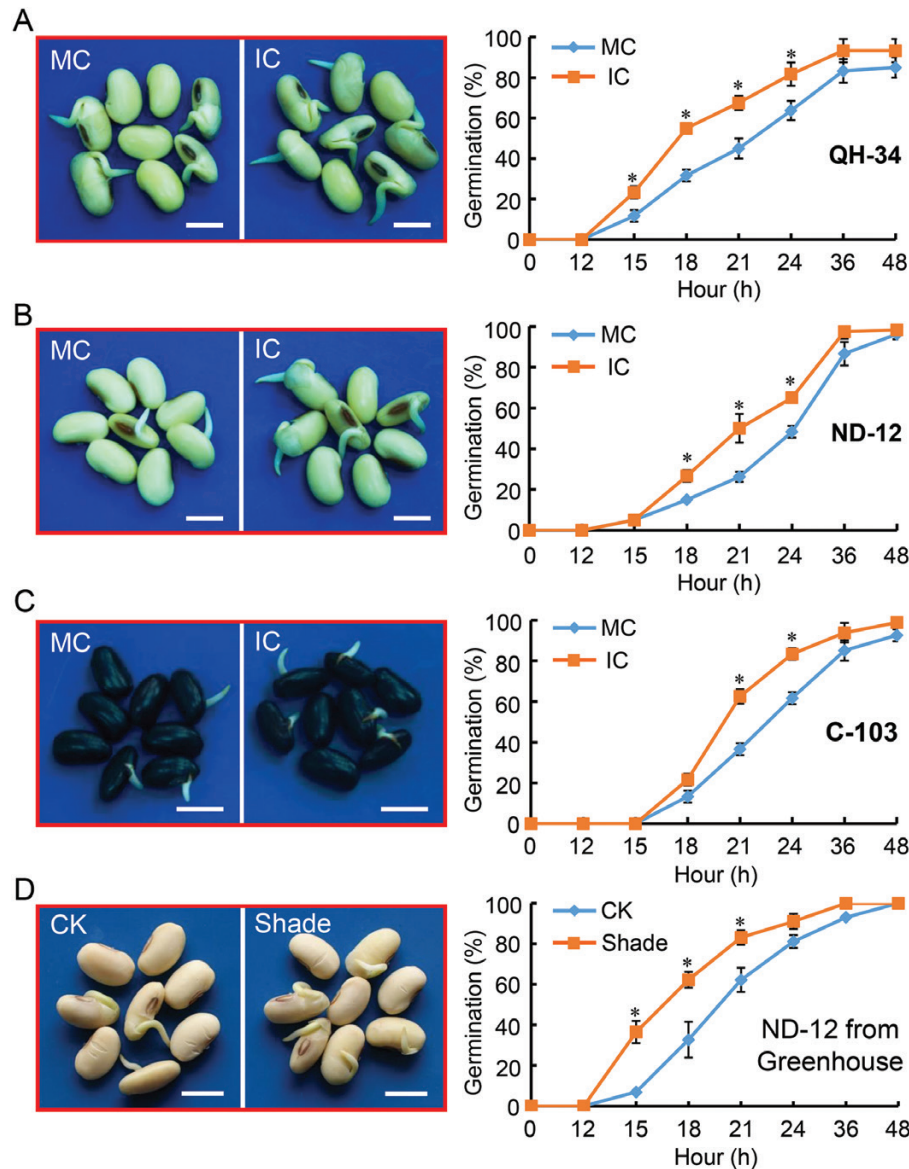 A
MC
IC
Germination (%)
100
80
60
40
20
0
MC
IC
*
*
*
*
*
QH-34
0 12 15 18 21 24 36 48
Hour (h)
B
MC
IC
Germination (%)
100
80
60
40
20
0
MC
IC
*
*
*
ND-12
0 12 15 18 21 24 36 48
Hour (h)
C
MC
IC
Germination (%)
100
80
60
40
20
0
MC
IC
*
*
C-103
0 12 15 18 21 24 36 48
Hour (h)
D
CK
Shade
Germination (%)
100
80
60
40
20
0
CK
Shade
*
*
*
ND-12 from
Greenhouse
0 12 15 18 21 24 36 48
Hour (h)